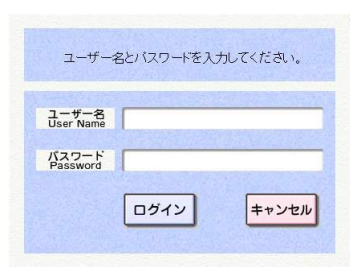 ユーザー名とパスワードを入力してください。
ユーザー名
User Name
パスワード
Password
ログイン
キャンセル